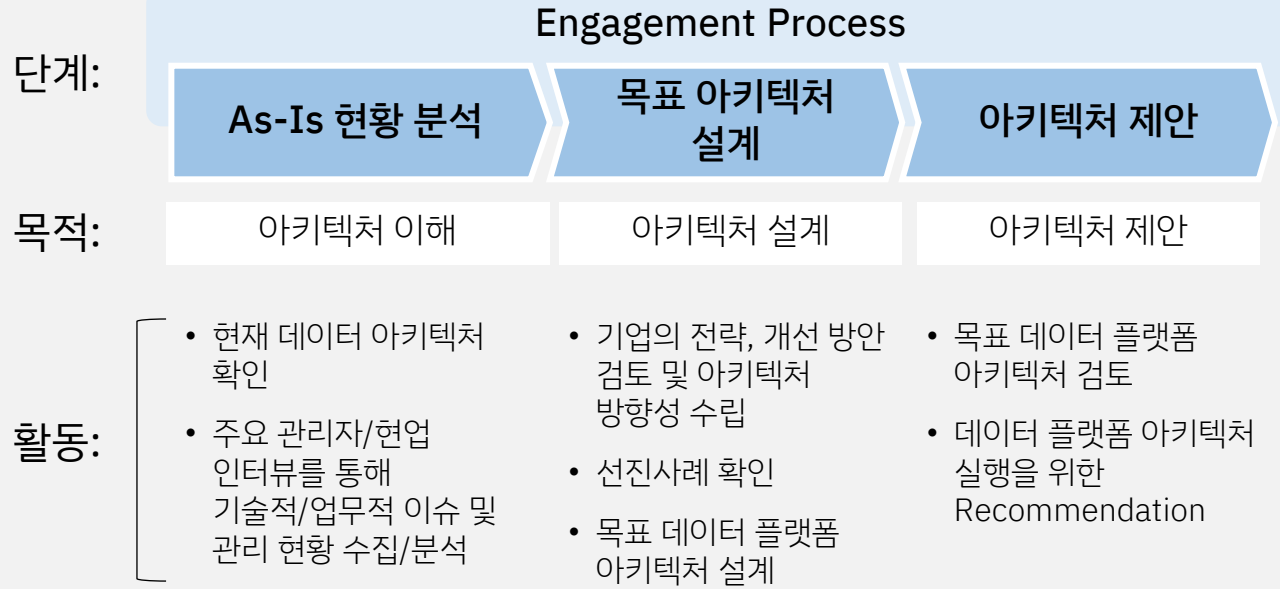 Engagement Process
단계:
As-Is 현황 분석
목표 아키텍처
설계
아키텍처 제안
목적:
아키텍처 이해
아키텍처 설계
아키텍처 제안
활동:
• 현재 데이터 아키텍처
확인
• 주요 관리자/현업
인터뷰를 통해
기술적/업무적 이슈 및
관리 현황 수집/분석
• 기업의 전략, 개선 방안
검토 및 아키텍처
방향성 수립
• 선진사례 확인
• 목표 데이터 플랫폼
아키텍처 설계
• 목표 데이터 플랫폼
아키텍처 검토
• 데이터 플랫폼 아키텍처
실행을 위한
Recommendation